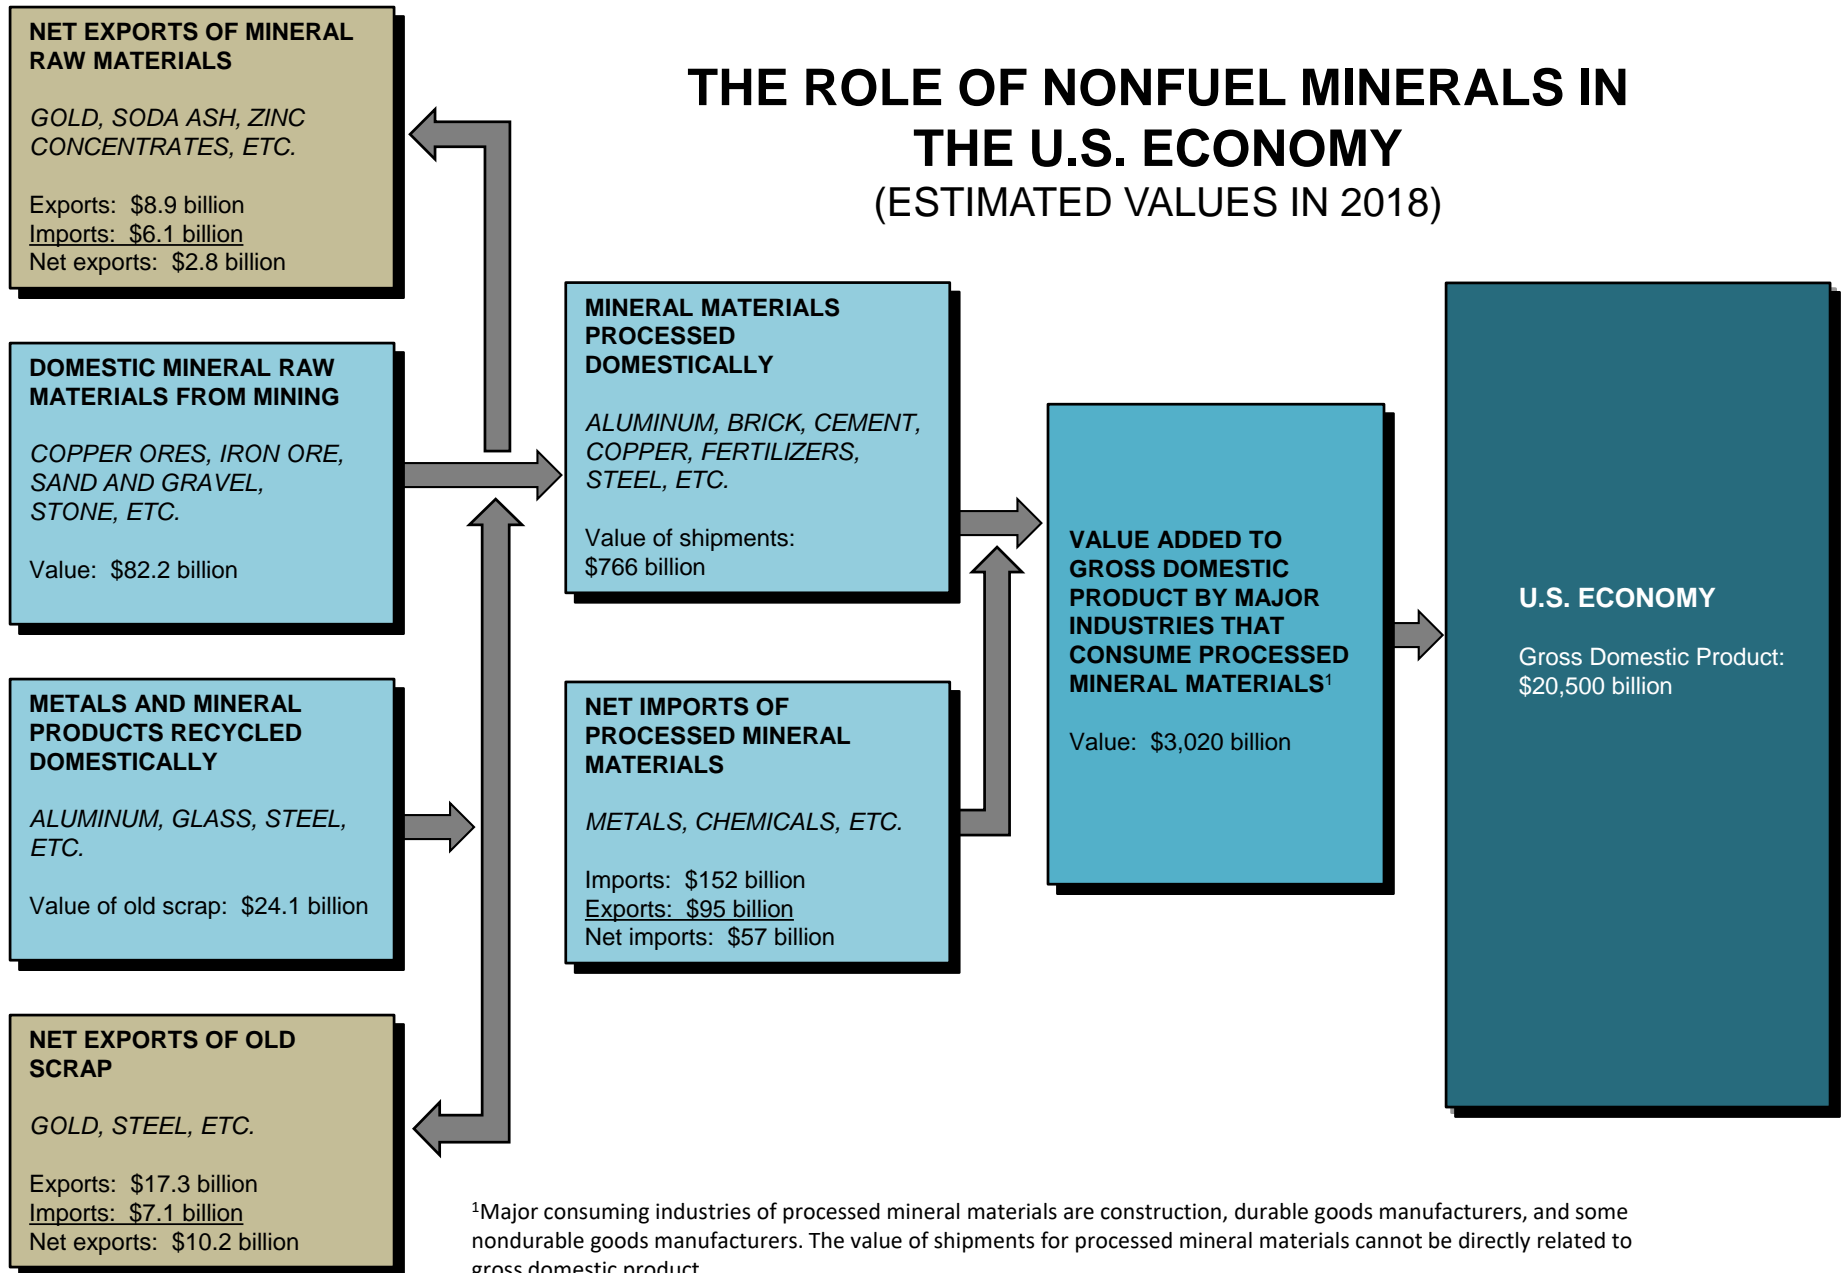 THE ROLE OF NONFUEL MINERALS IN
THE U.S. ECONOMY
(ESTIMATED VALUES IN 2018)
NET EXPORTS OF MINERAL
RAW MATERIALS
GOLD, SODA ASH, ZINC
CONCENTRATES, ETC.
Exports: $8.9 billion
Imports: $6.1 billion
Net exports: $2.8 billion
DOMESTIC MINERAL RAW
MATERIALS FROM MINING
COPPER ORES, IRON ORE,
SAND AND GRAVEL,
STONE, ETC.
Value: $82.2 billion
METALS AND MINERAL
PRODUCTS RECYCLED
DOMESTICALLY
ALUMINUM, GLASS, STEEL,
ETC.
Value of old scrap: $24.1 billion
NET EXPORTS OF OLD
SCRAP
GOLD, STEEL, ETC.
Exports: $17.3 billion
Imports: $7.1 billion
Net exports: $10.2 billion
MINERAL MATERIALS
PROCESSED
DOMESTICALLY
ALUMINUM, BRICK, CEMENT,
COPPER, FERTILIZERS,
STEEL, ETC.
Value of shipments:
$766 billion
NET IMPORTS OF
PROCESSED MINERAL
MATERIALS
METALS, CHEMICALS, ETC.
Imports: $152 billion
Exports: $95 billion
Net imports: $57 billion
VALUE ADDED TO
GROSS DOMESTIC
PRODUCT BY MAJOR
INDUSTRIES THAT
CONSUME PROCESSED
MINERAL MATERIALS¹
Value: $3,020 billion
U.S. ECONOMY
Gross Domestic Product:
$20,500 billion
¹Major consuming industries of processed mineral materials are construction, durable goods manufacturers, and some
nondurable goods manufacturers. The value of shipments for processed mineral materials cannot be directly related to
gross domestic product